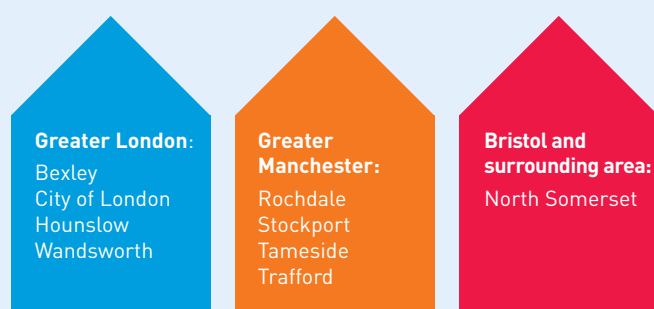 Greater London:
Bexley
City of London
Hounslow
Wandsworth
Greater
Manchester:
Rochdale
Stockport
Tameside
Trafford
Bristol and
surrounding area:
North Somerset